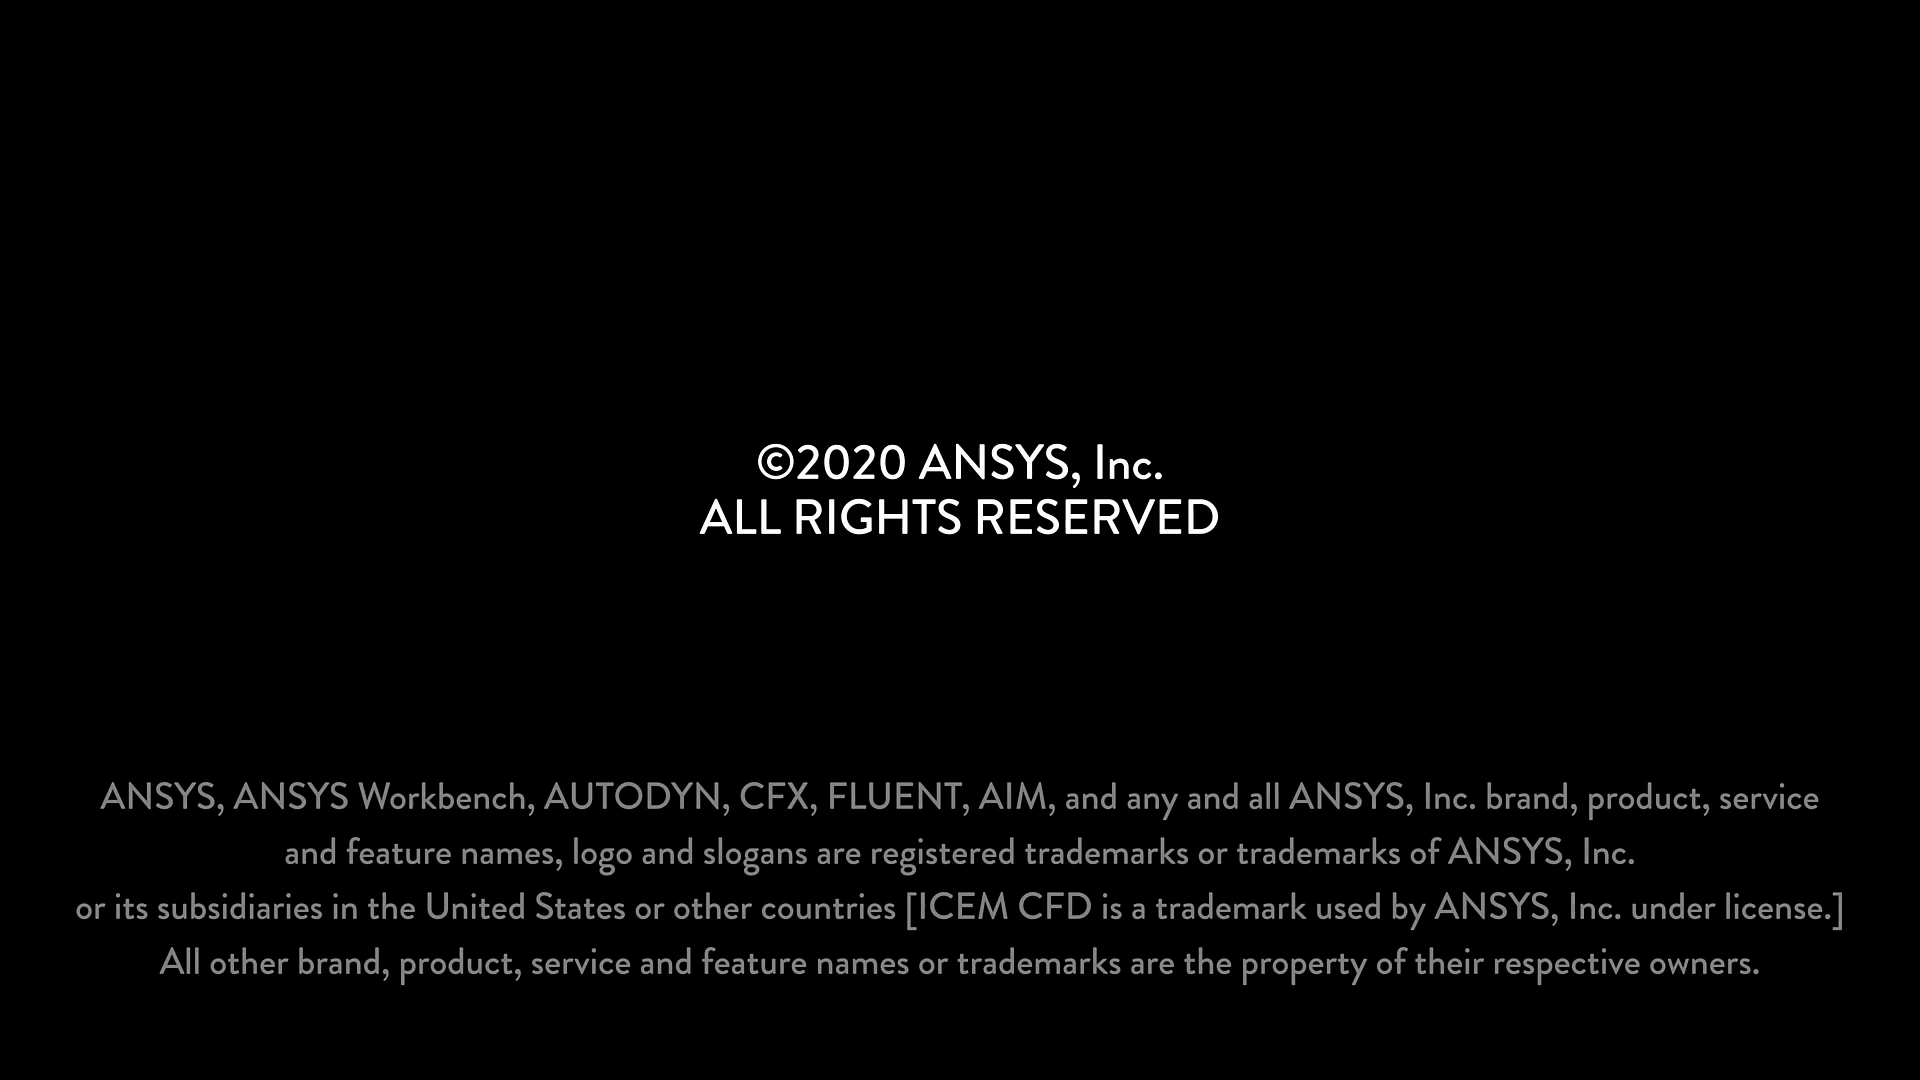 ©2020 ANSYS, Inc.
ALL RIGHTS RESERVED
ANSYS, ANSYS Workbench, AUTODYN, CFX, FLUENT, AIM, and any and all ANSYS, Inc. brand, product, service
and feature names, logo and slogans are registered trademarks or trademarks of ANSYS, Inc.
or its subsidiaries in the United States or other countries [ICEM CFD is a trademark used by ANSYS, Inc. under license.]
All other brand, product, service and feature names or trademarks are the property of their respective owners.